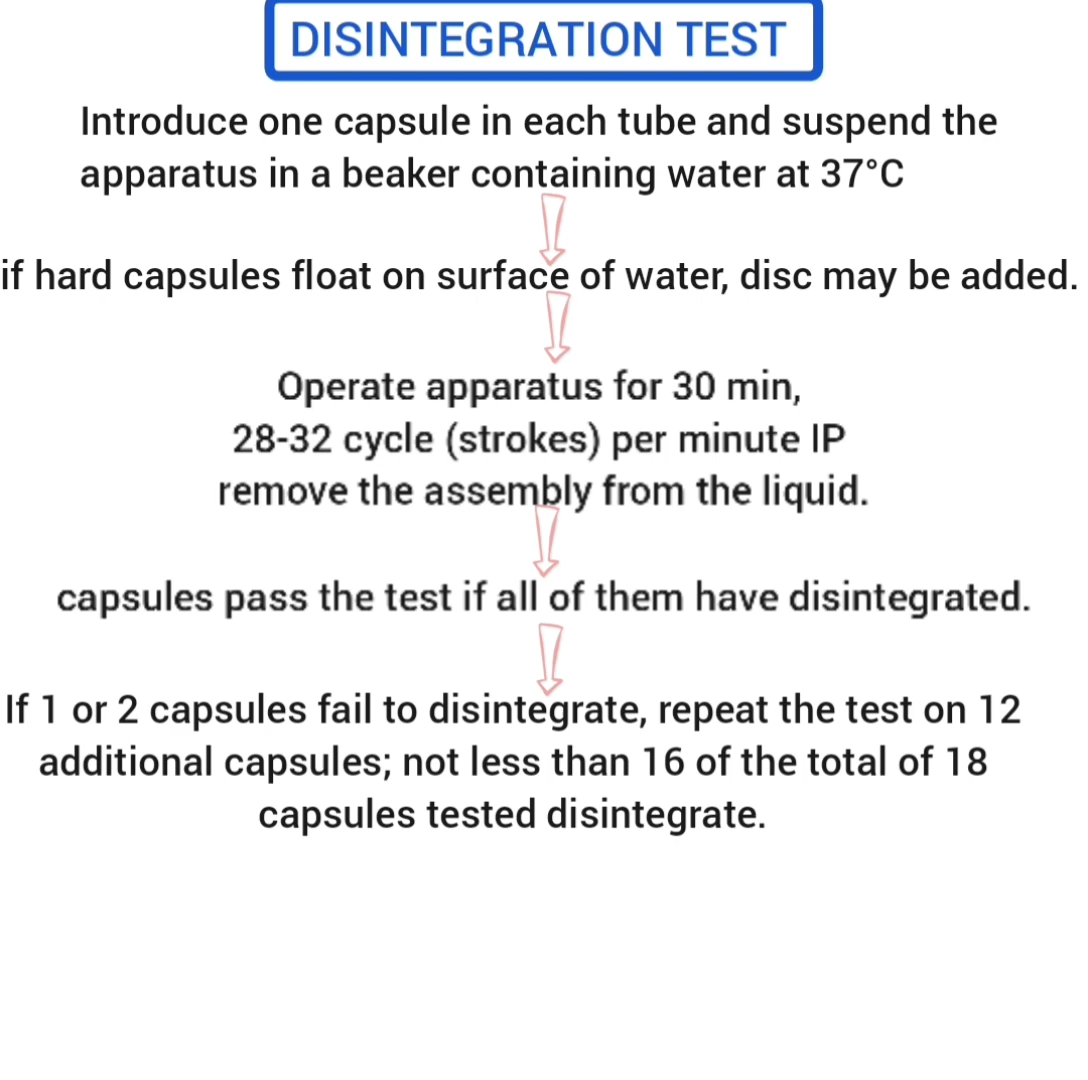 DISINTEGRATION TEST
Introduce one capsule in each tube and suspend the
apparatus in a beaker containing water at 37°C
if hard capsules float on surface of water, disc may be added.
Operate apparatus for 30 min,
28-32 cycle (strokes) per minute IP
remove the assembly from the liquid.
capsules pass the test if all of them have disintegrated.
If 1 or 2 capsules fail to disintegrate, repeat the test on 12
additional capsules; not less than 16 of the total of 18
capsules tested disintegrate.